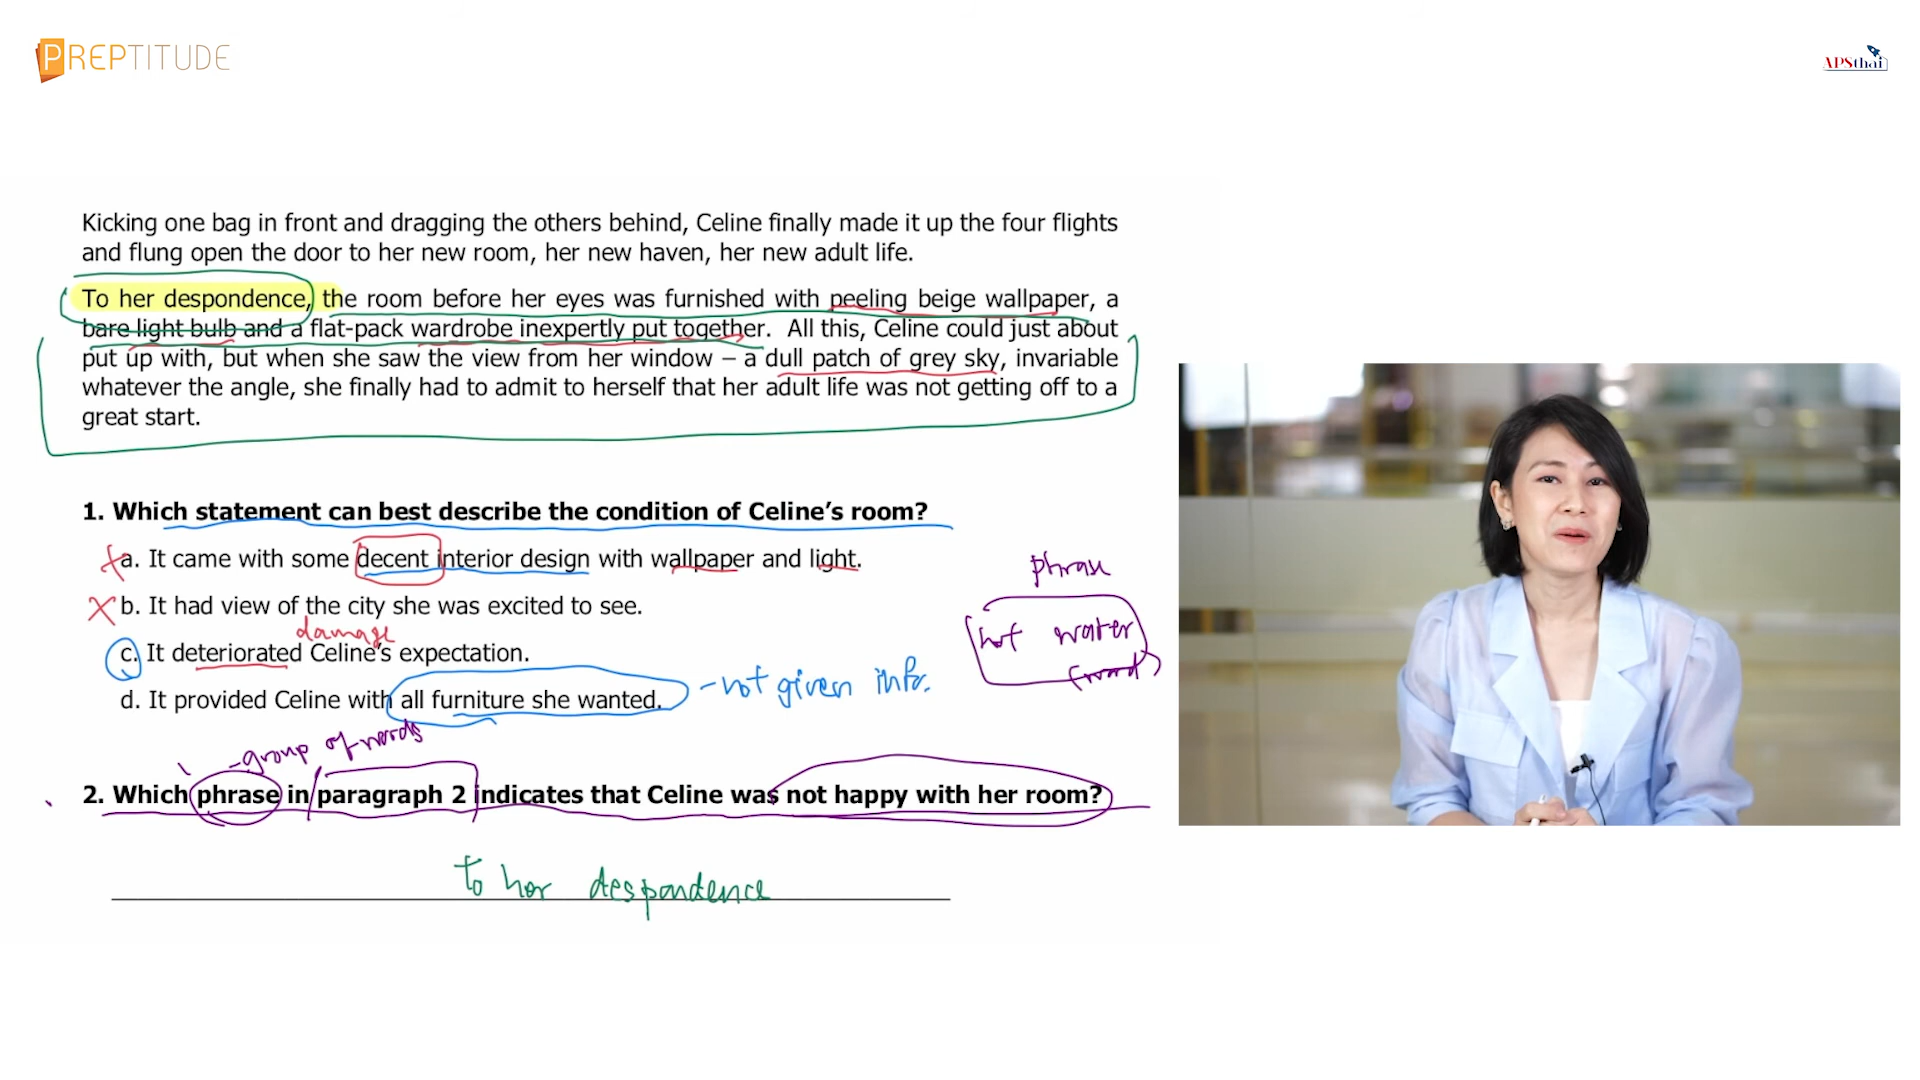 PREPTITUDE
APSthai
Kicking one bag in front and dragging the others behind, Celine finally made it up the four flights
and flung open the door to her new room, her new haven, her new adult life.
To her despondence, the room before her eyes was furnished with peeling beige wallpaper, a
bare light bulb and a flat-pack wardrobe inexpertly put together. All this, Celine could just about
put up with, but when she saw the view from her window – a dull patch of grey sky, invariable
whatever the angle, she finally had to admit to herself that her adult life was not getting off to a
great start.
1. Which statement can best describe the condition of Celine's room?
a. It came with some decent interior design with wallpaper and light.
b. It had view of the city she was excited to see.
damage
c. It deteriorated Celine's expectation.
d. It provided Celine with all furniture she wanted.
-not given info.
phrase
hot water
(word)
-group of words
2. Which phrase in paragraph 2 indicates that Celine was not happy with her room?
to her despondence